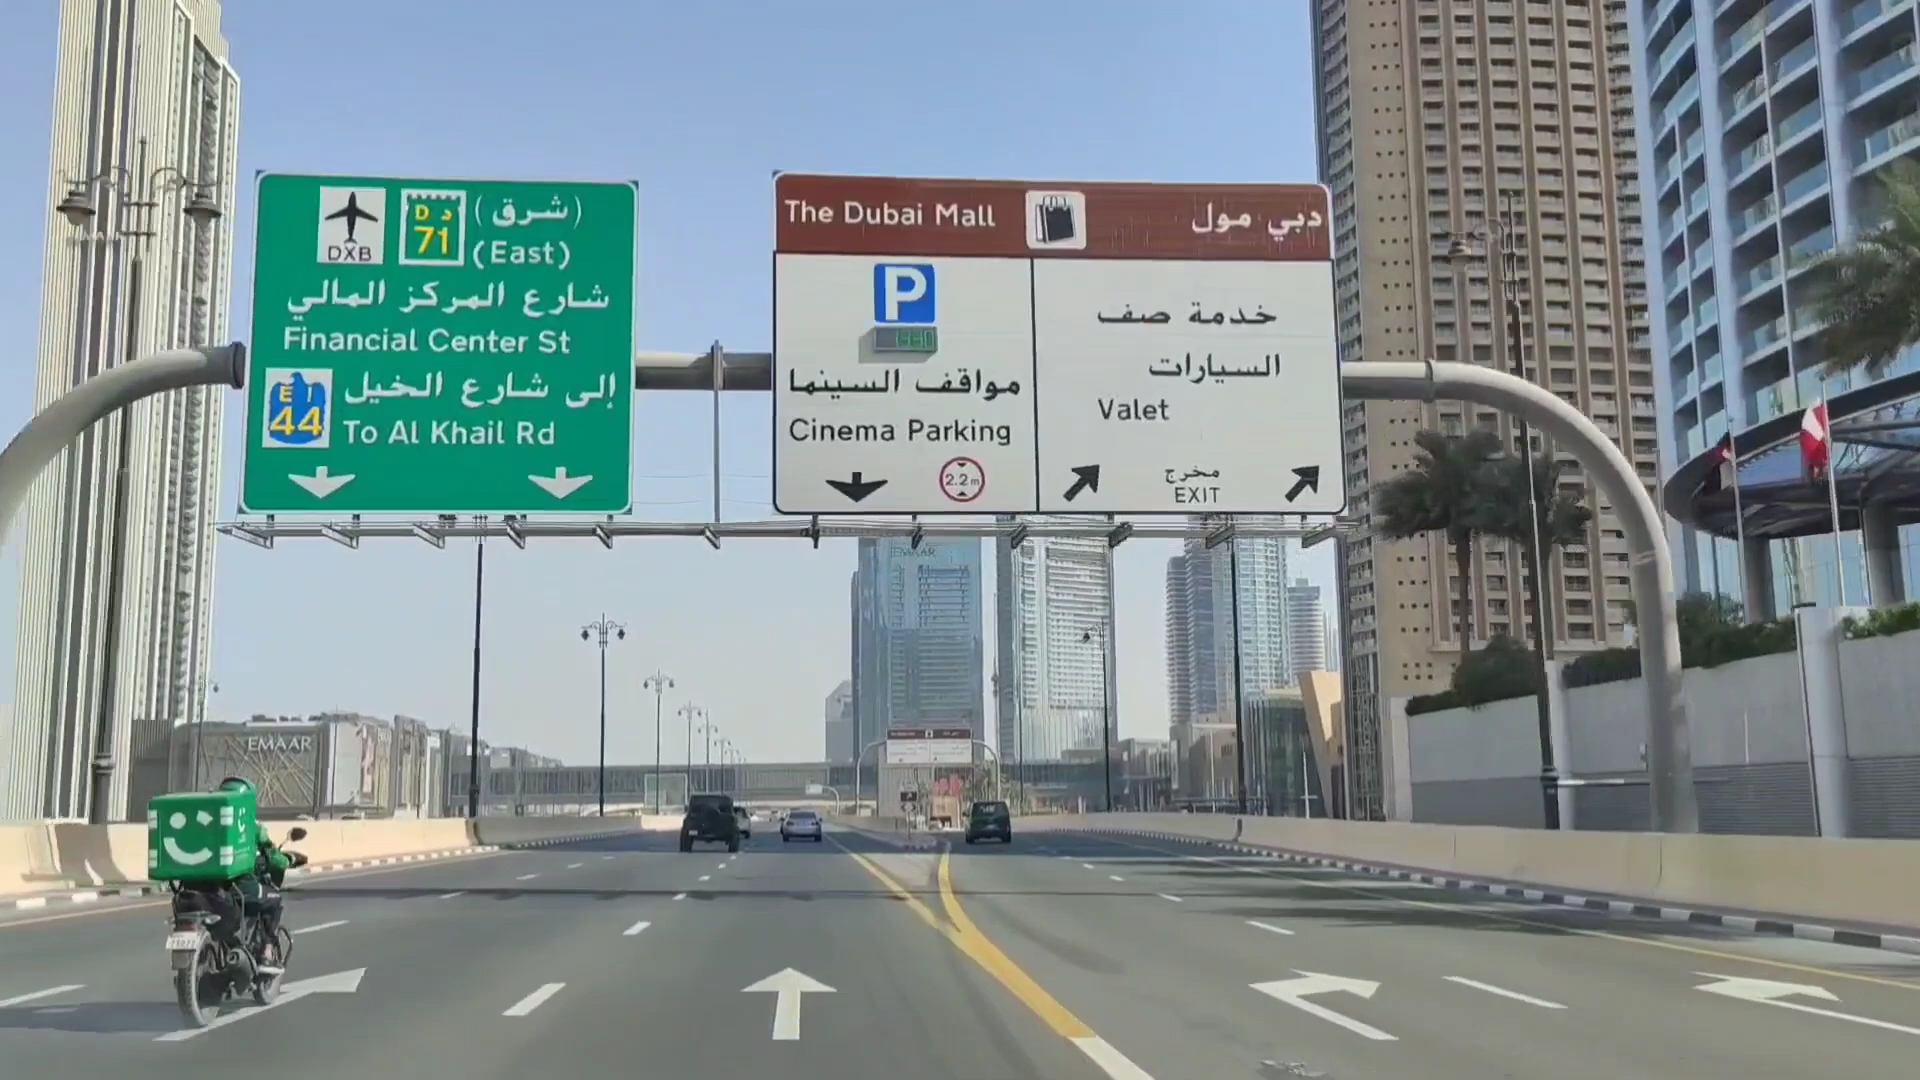 (شرق)
DXB
D د
71
(East)
شارع المركز المالي
Financial Center St
E ا
44
إلى شارع الخيل
To Al Khail Rd
The Dubai Mall
دبي مول
P
مواقف السينما
Cinema Parking
2.2m
خدمة صف
السيارات
Valet
مخرج
EXIT
EMAAR
EMAAR